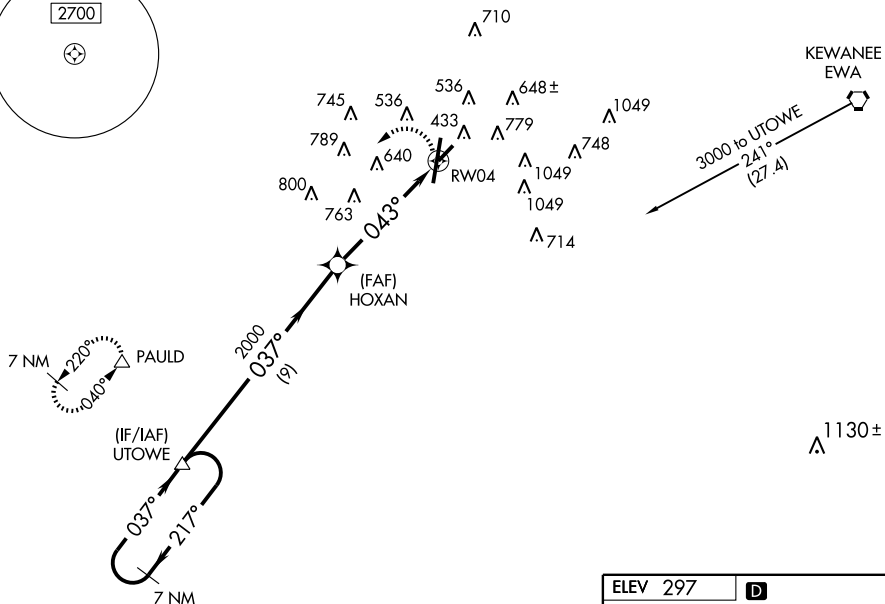 2700
710
KEWANEE
EWA
745
536
536
648±
1049
433
779
789
640
748
3000 to UTOWE
241°
(27.4)
RW04
1049
800
763
1049
043°
714
(FAF)
HOXAN
2000
037°
(9)
7 NM
220°
PAULD
040°
(IF/IAF)
UTOWE
1130±
037°
217°
7 NM
ELEV 297
D